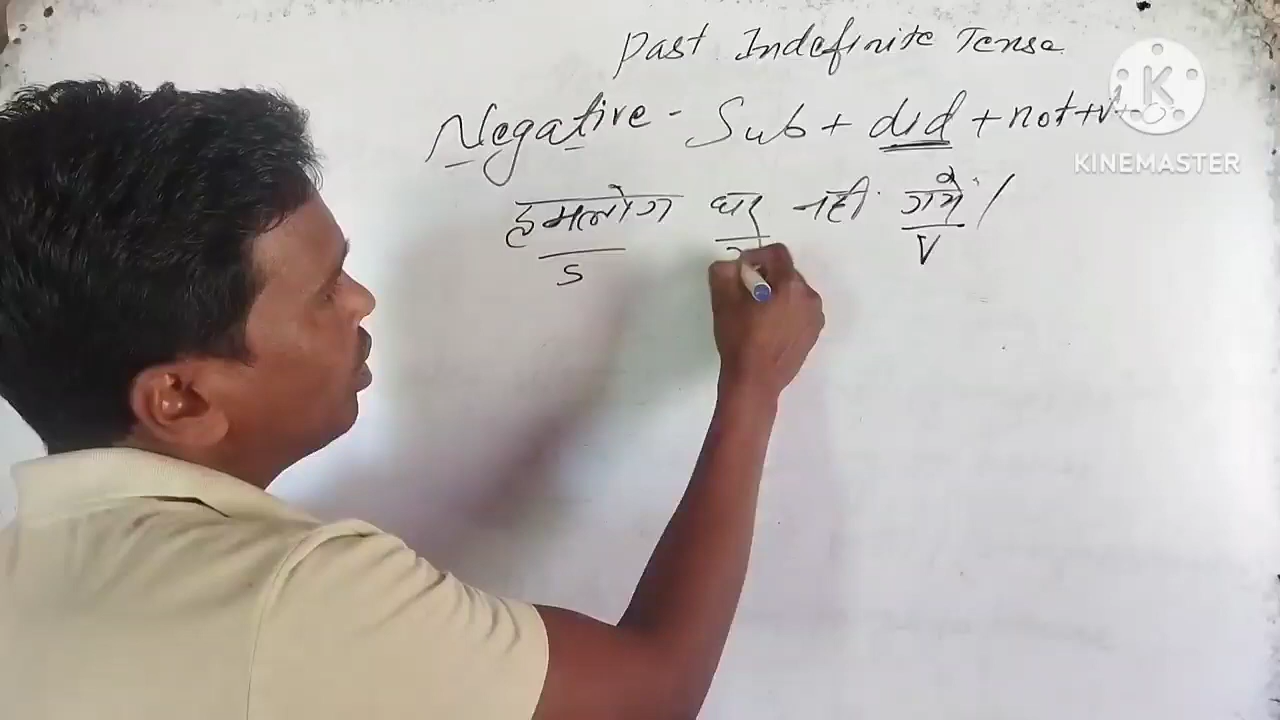 Past Indefinite Tense
Negative - Sub + did + not + V
हमलोग घर नहीं गये।
S V
K
KINEMASTER